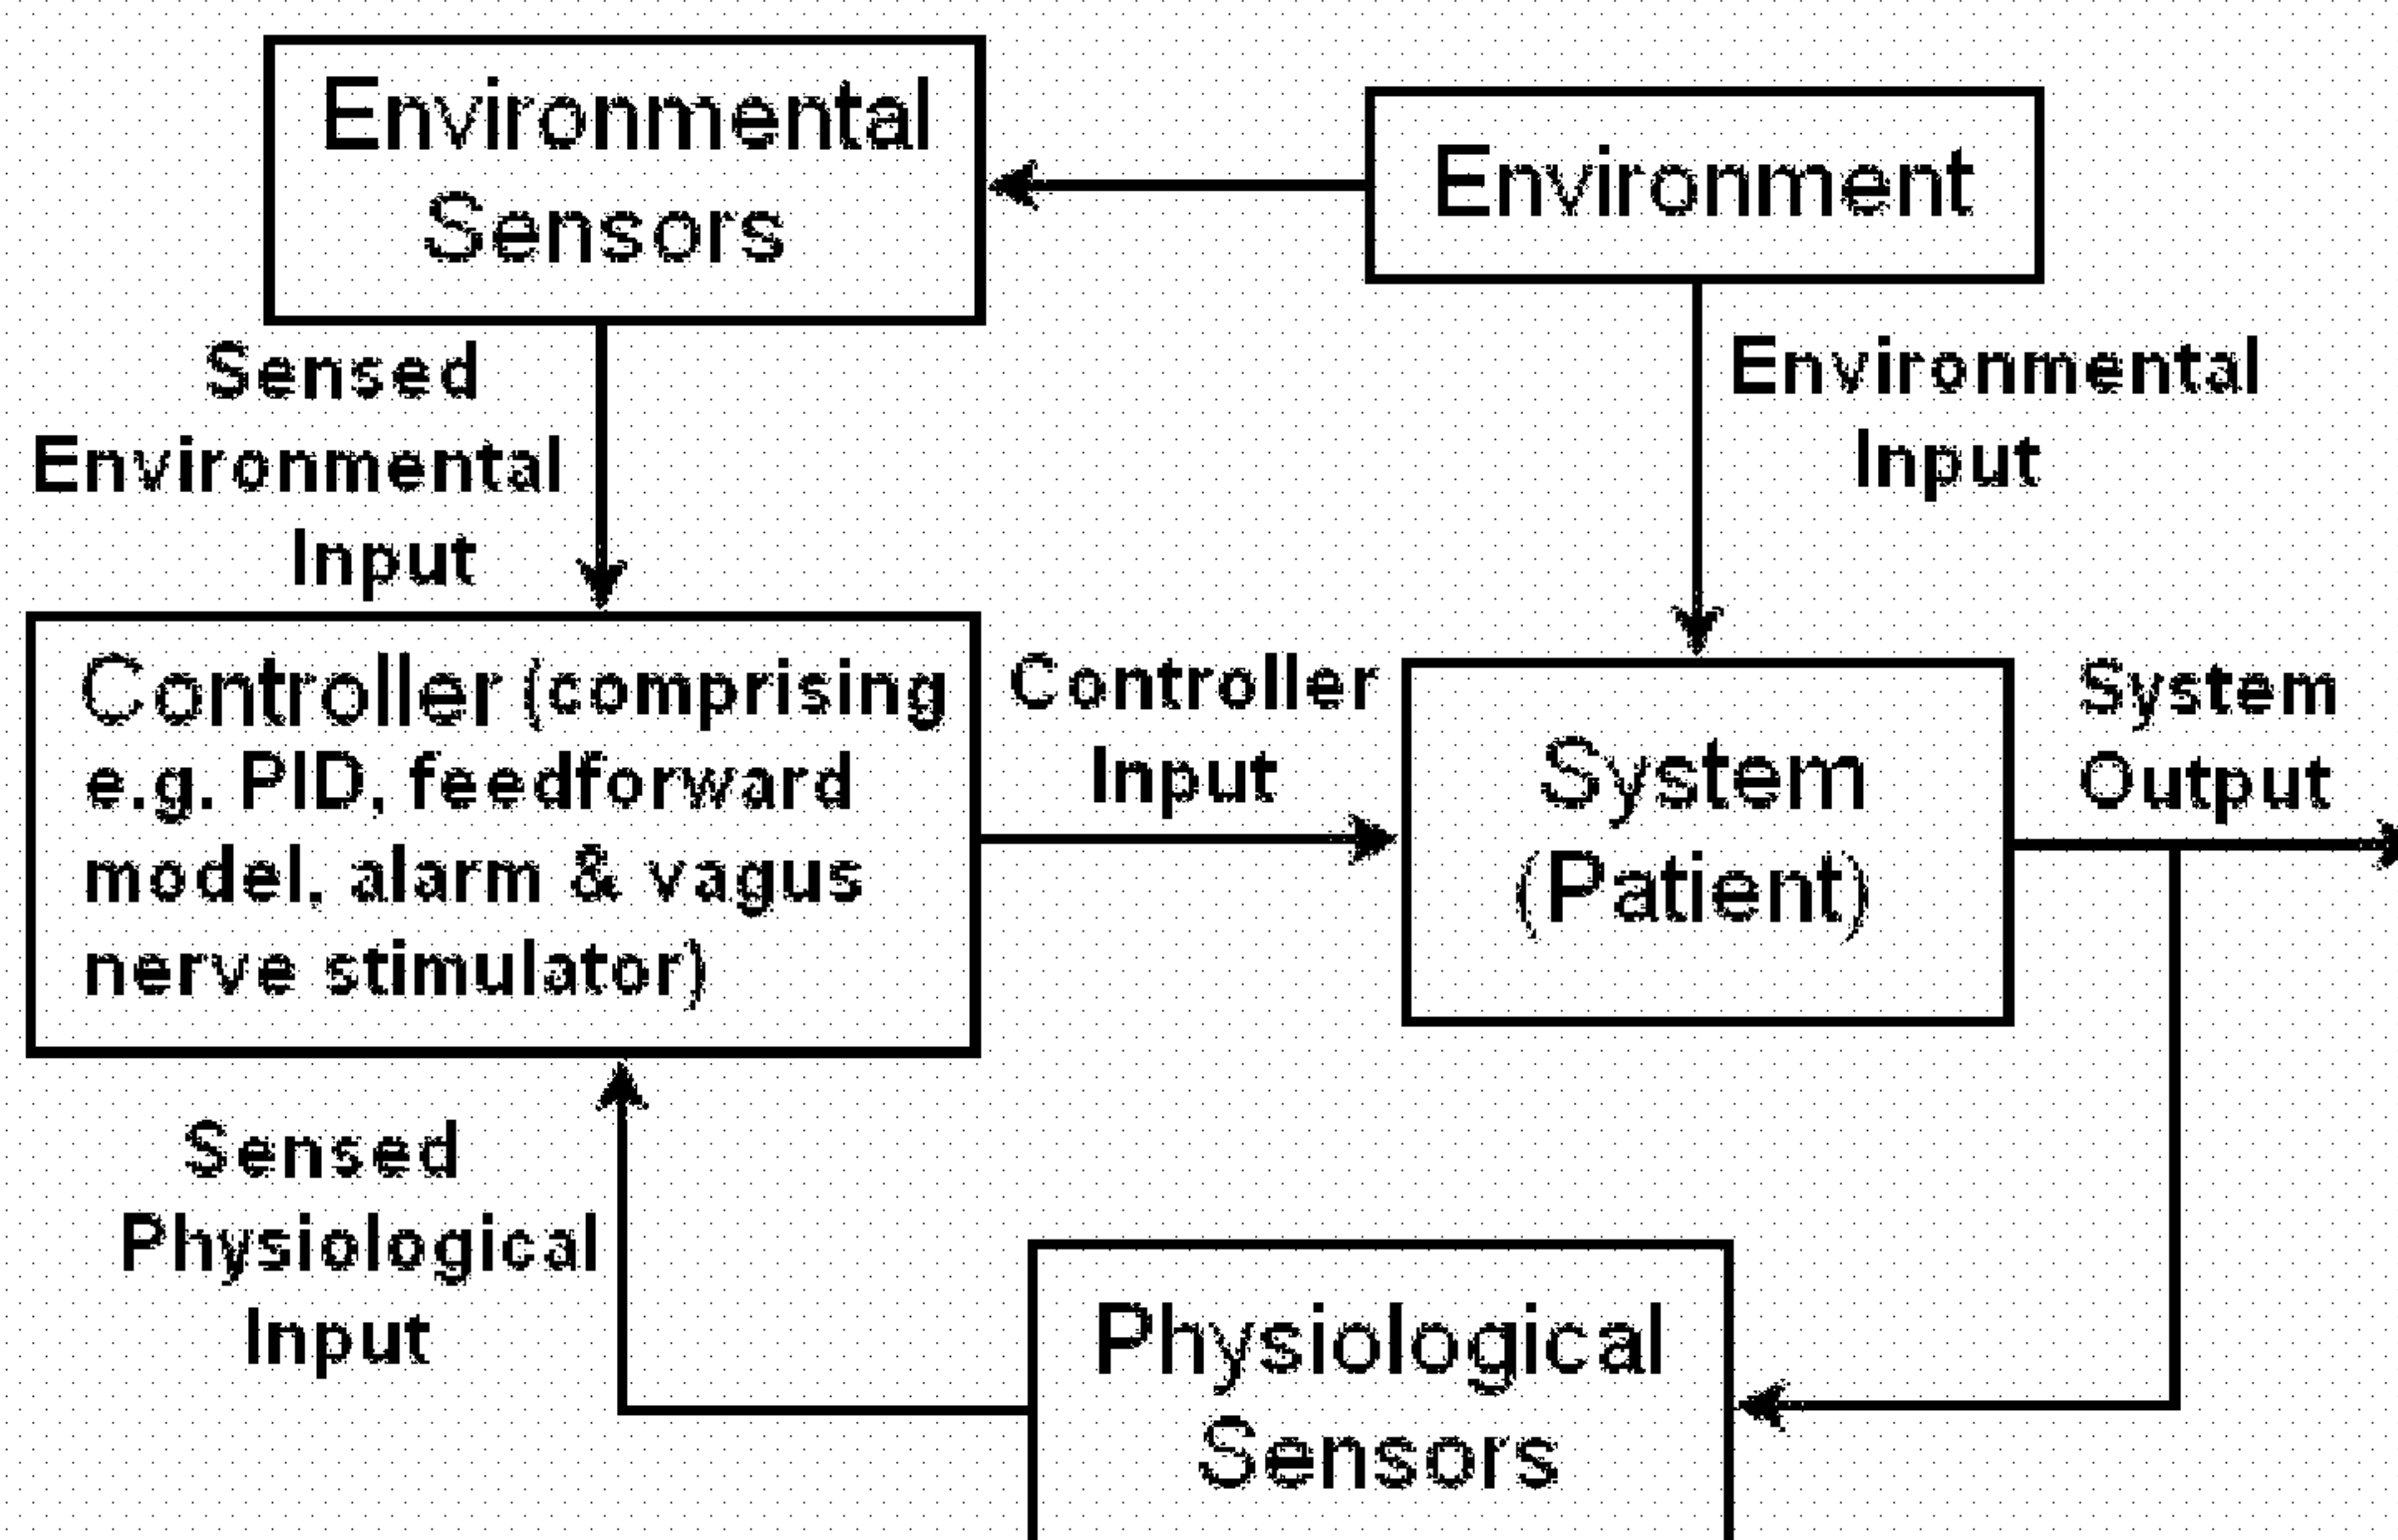 Environmental
Sensors
Environment
Sensed
Environmental
Input
Environmental
Input
Controller (comprising
e.g. PID, feedforward
model, alarm & vagus
nerve stimulator)
Controller
Input
System
(Patient)
System
Output
Sensed
Physiological
Input
Physiological
Sensors